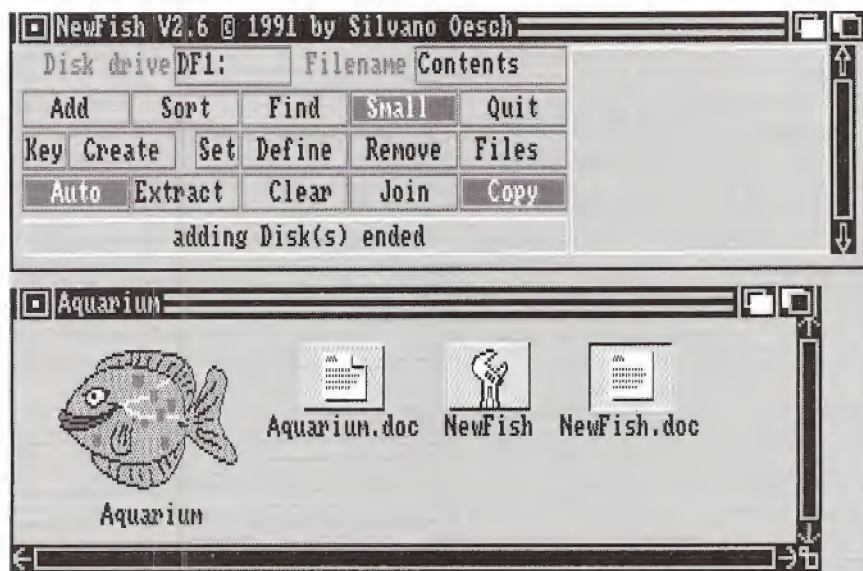 NewFish V2.6 © 1991 by Silvano Oesch
Disk drive DF1: Filename Contents
Add Sort Find Small Quit
Key Create Set Define Remove Files
Auto Extract Clear Join Copy
adding Disk(s) ended
Aquarium
Aquarium.doc NewFish NewFish.doc
Aquarium